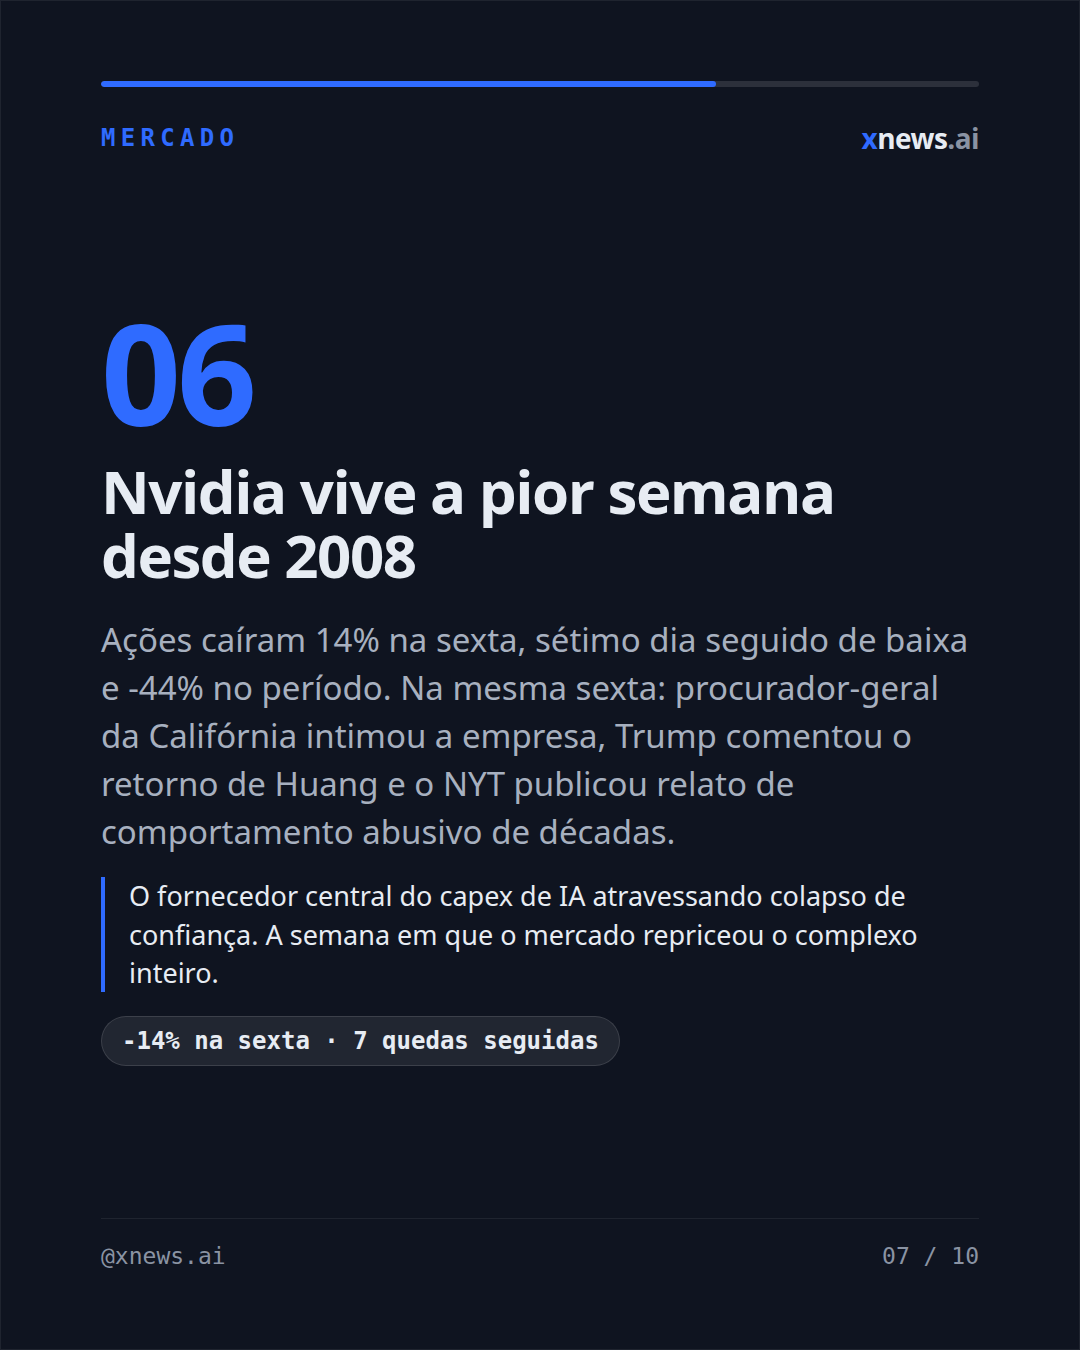 MERCADO
xnews.ai
06
Nvidia vive a pior semana
desde 2008
Ações caíram 14% na sexta, sétimo dia seguido de baixa
e -44% no período. Na mesma sexta: procurador-geral
da Califórnia intimou a empresa, Trump comentou o
retorno de Huang e o NYT publicou relato de
comportamento abusivo de décadas.
O fornecedor central do capex de IA atravessando colapso de
confiança. A semana em que o mercado repriceou o complexo
inteiro.
-14% na sexta · 7 quedas seguidas
@xnews.ai
07 / 10